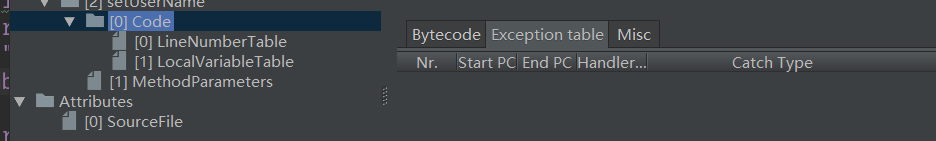 [2] setUserName
[0] Code
[0] LineNumberTable
[1] LocalVariableTable
[1] MethodParameters
Attributes
[0] SourceFile
Bytecode Exception table Misc
Nr. Start PC End PC Handler... Catch Type